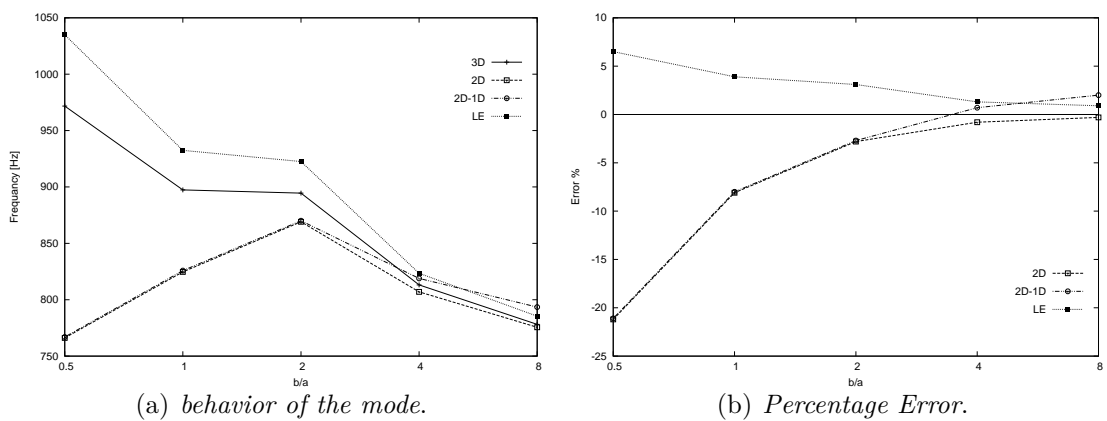 1050
1000
950
900
850
800
750
0.5
1
2
4
8
Frequancy [Hz]
b/a
3D
2D
2D-1D
LE
(a) behavior of the mode.
10
5
0
-5
-10
-15
-20
-25
0.5
1
2
4
8
Error %
b/a
2D
2D-1D
LE
(b) Percentage Error.